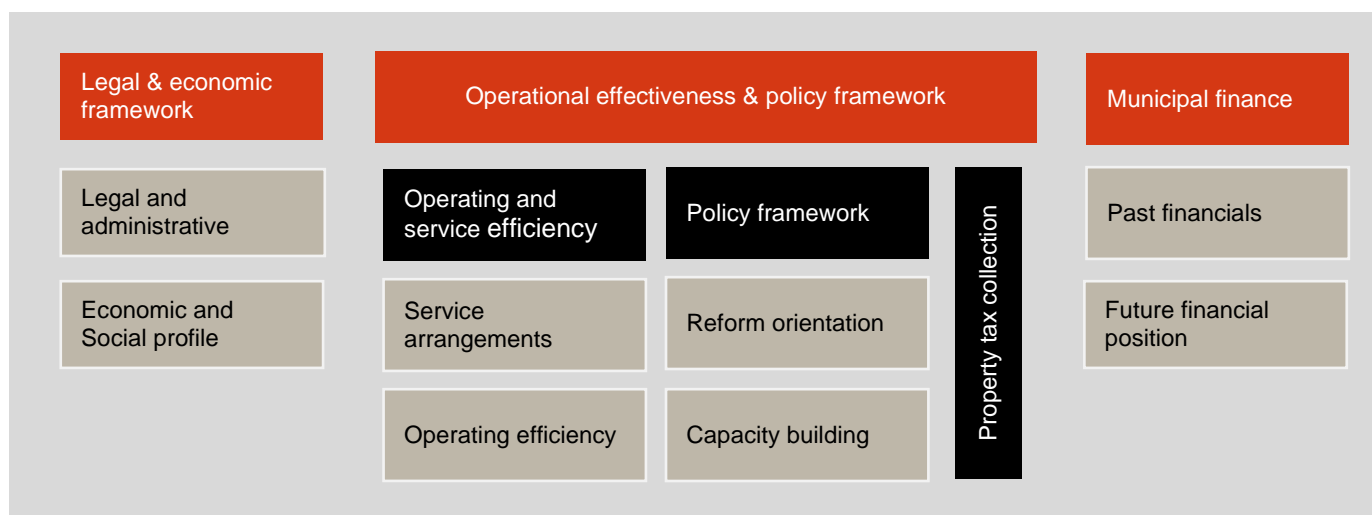 Legal & economic
framework
Operational effectiveness & policy framework
Municipal finance
Legal and
administrative
Economic and
Social profile
Operating and
service efficiency
Service
arrangements
Operating efficiency
Policy framework
Reform orientation
Capacity building
Property tax collection
Past financials
Future financial
position